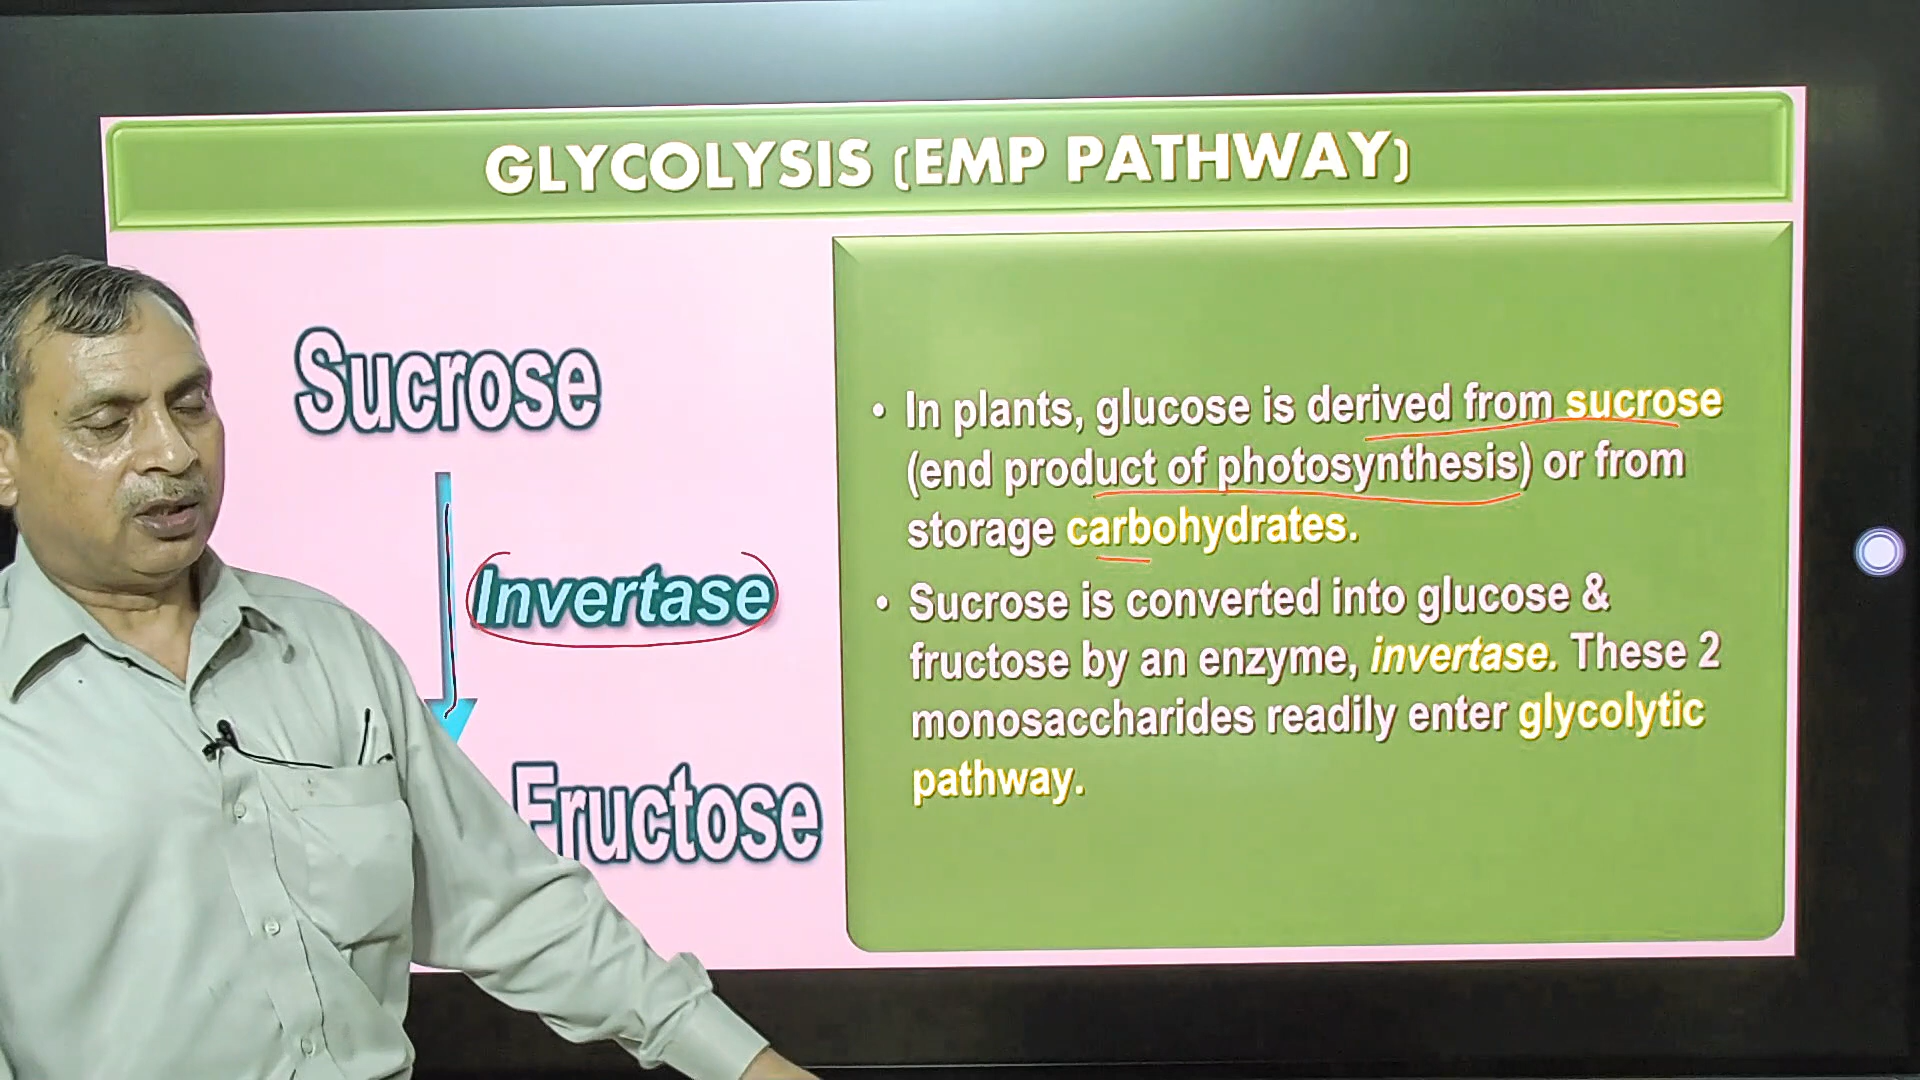 GLYCOLYSIS (EMP PATHWAY)
Sucrose
Invertase
Fructose
• In plants, glucose is derived from sucrose
(end product of photosynthesis) or from
storage carbohydrates.
• Sucrose is converted into glucose &
fructose by an enzyme, invertase. These 2
monosaccharides readily enter glycolytic
pathway.